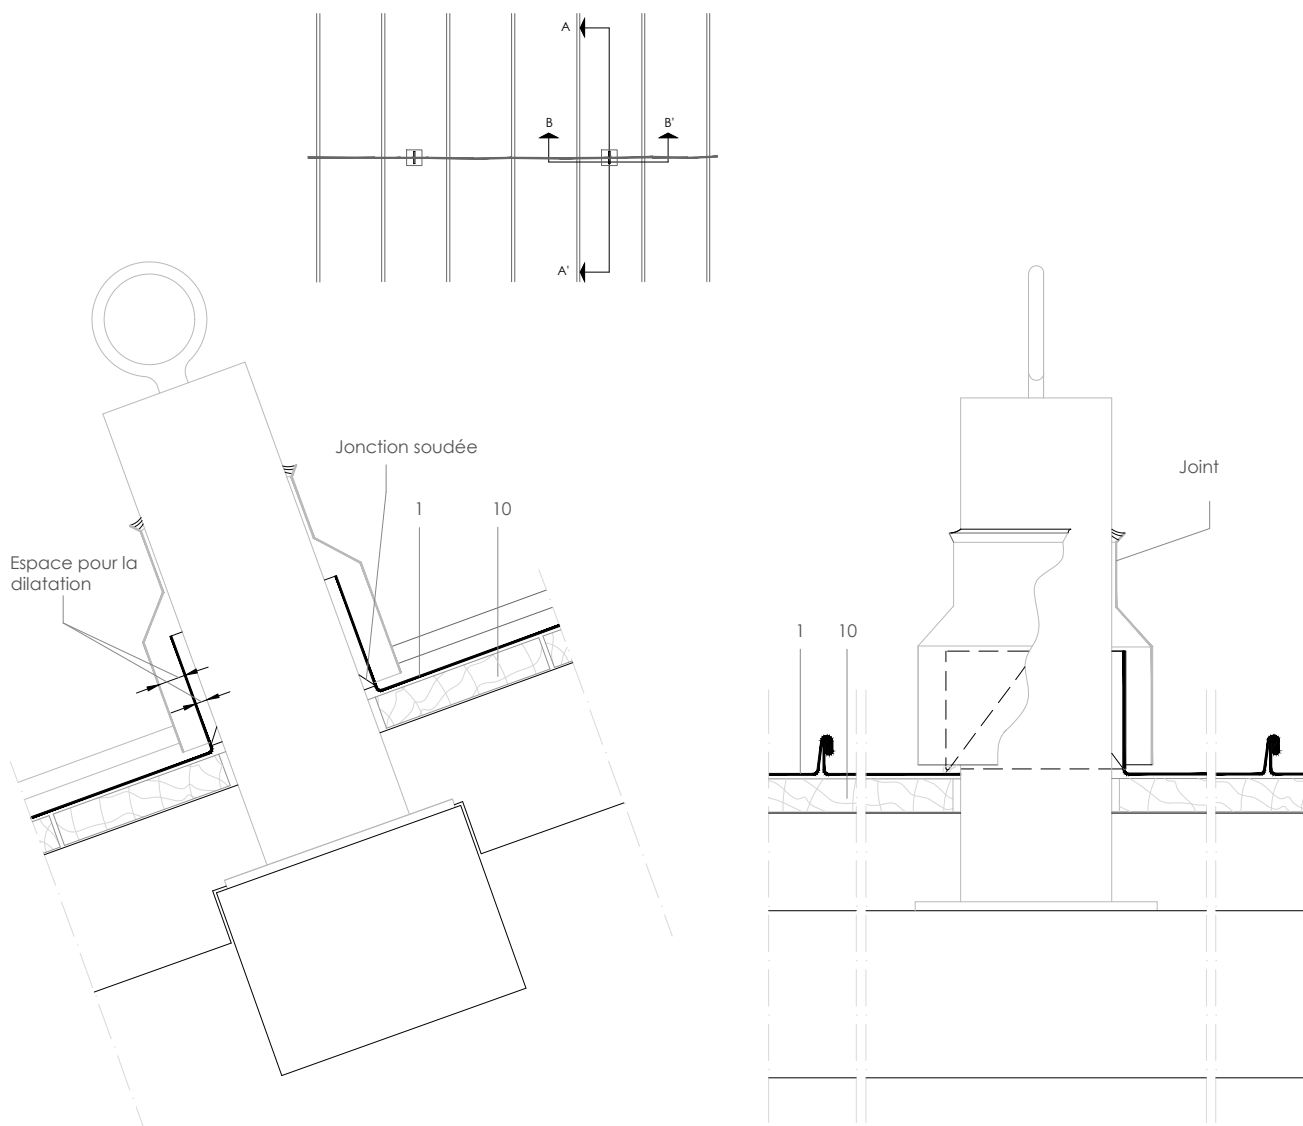 A
B
B'
A'
Jonction soudée
1
10
Espace pour la
dilatation
Joint
1
10